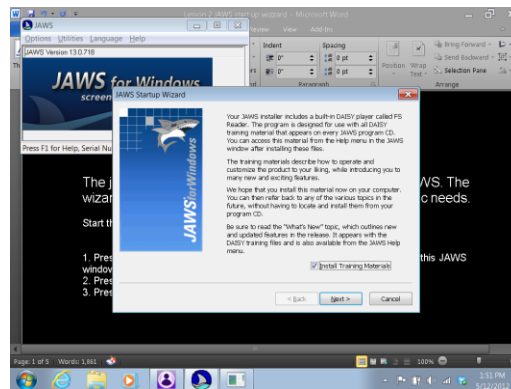 Lesson 2 JAWS startup wizard - Microsoft Word
JAWS
Options Utilities Language Help
JAWS Version 13.0.718
JAWS for Windows
screen
Press F1 for Help, Serial Nu
View Add-Ins
Indent Spacing
0" 0 pt
0" 0 pt
Paragraph
Position Wrap Text
Bring Forward
Send Backward
Selection Pane
Arrange
JAWS Startup Wizard
JAWSforWindows
Your JAWS installer includes a built-in DAISY player called FS
Reader. The program is designed for use with all DAISY
training material that appears on every JAWS program CD.
You can access this material from the Help menu in the JAWS
window after installing these files.
The training materials describe how to operate and
customize the product to your liking, while introducing you to
many new and exciting features.
We hope that you install this material now on your computer.
You can then refer back to any of the various topics in the
future, without having to locate and install them from your
program CD.
Be sure to read the "What's New" topic, which outlines new
and updated features in the release. It appears with the
DAISY training files and is also available from the JAWS Help
menu.
Install Training Materials
< Back Next > Cancel
The j
WS. The
wizar
c needs.
Start th
1. Pres
this JAWS
window
2. Pres
3. Pres
Page: 1 of 5 Words: 1,861
100%
3:51 PM
5/12/2012